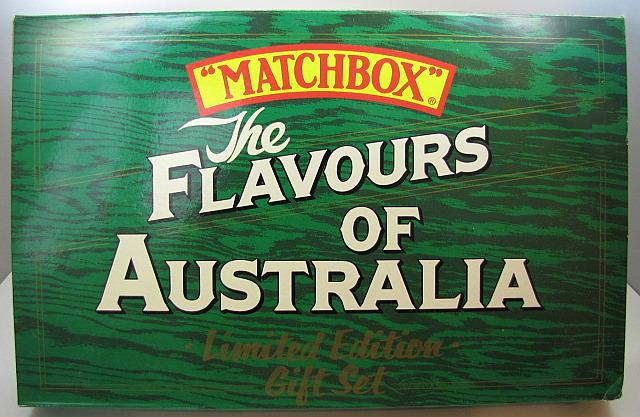 "MATCHBOX"®
The
FLAVOURS
OF
AUSTRALIA
· Limited Edition ·
Gift Set